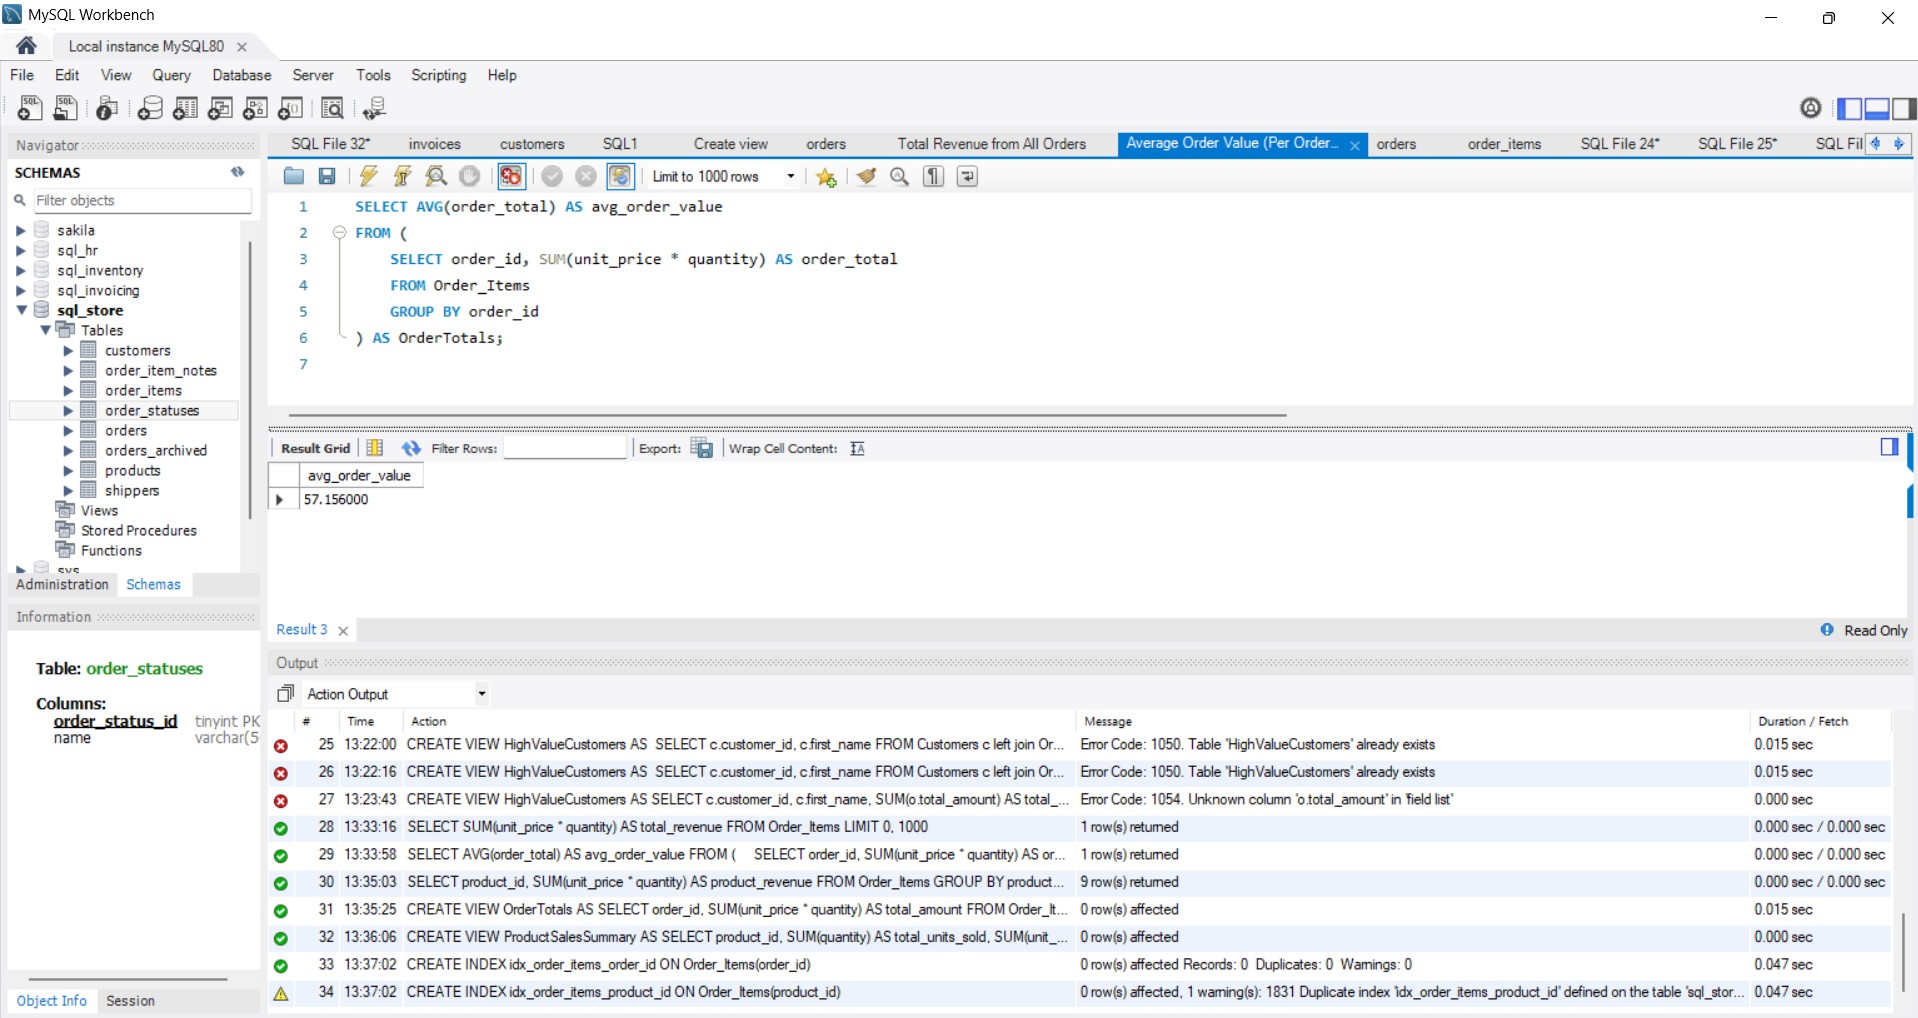 MySQL Workbench
Local instance MySQL80
File Edit View Query Database Server Tools Scripting Help
Navigator
SCHEMAS
Filter objects
sakila
sql_hr
sql_inventory
sql_invoicing
sql_store
Tables
customers
order_item_notes
order_items
order_statuses
orders
orders_archived
products
shippers
Views
Stored Procedures
Functions
sys
Administration Schemas
Information
Table: order_statuses
Columns:
order_status_id tinyint PK
name varchar(5
Object Info Session
SQL File 32* invoices customers SQL1 Create view orders Total Revenue from All Orders Average Order Value (Per Order... orders order_items SQL File 24* SQL File 25* SQL Fil
Limit to 1000 rows
1 SELECT AVG(order_total) AS avg_order_value
2 FROM (
3 SELECT order_id, SUM(unit_price * quantity) AS order_total
4 FROM Order_Items
5 GROUP BY order_id
6 ) AS OrderTotals;
7
Result Grid Filter Rows: Export: Wrap Cell Content:
avg_order_value
57.156000
Result 3 Read Only
Output
Action Output
# Time Action Message Duration / Fetch
25 13:22:00 CREATE VIEW HighValueCustomers AS SELECT c.customer_id, c.first_name FROM Customers c left join Or... Error Code: 1050. Table 'HighValueCustomers' already exists 0.015 sec
26 13:22:16 CREATE VIEW HighValueCustomers AS SELECT c.customer_id, c.first_name FROM Customers c left join Or... Error Code: 1050. Table 'HighValueCustomers' already exists 0.015 sec
27 13:23:43 CREATE VIEW HighValueCustomers AS SELECT c.customer_id, c.first_name, SUM(o.total_amount) AS total_... Error Code: 1054. Unknown column 'o.total_amount' in 'field list' 0.000 sec
28 13:33:16 SELECT SUM(unit_price * quantity) AS total_revenue FROM Order_Items LIMIT 0, 1000 1 row(s) returned 0.000 sec / 0.000 sec
29 13:33:58 SELECT AVG(order_total) AS avg_order_value FROM ( SELECT order_id, SUM(unit_price * quantity) AS or... 1 row(s) returned 0.000 sec / 0.000 sec
30 13:35:03 SELECT product_id, SUM(unit_price * quantity) AS product_revenue FROM Order_Items GROUP BY product... 9 row(s) returned 0.000 sec / 0.000 sec
31 13:35:25 CREATE VIEW OrderTotals AS SELECT order_id, SUM(unit_price * quantity) AS total_amount FROM Order_It... 0 row(s) affected 0.015 sec
32 13:36:06 CREATE VIEW ProductSalesSummary AS SELECT product_id, SUM(quantity) AS total_units_sold, SUM(unit_... 0 row(s) affected 0.000 sec
33 13:37:02 CREATE INDEX idx_order_items_order_id ON Order_Items(order_id) 0 row(s) affected Records: 0 Duplicates: 0 Warnings: 0 0.047 sec
34 13:37:02 CREATE INDEX idx_order_items_product_id ON Order_Items(product_id) 0 row(s) affected, 1 warning(s): 1831 Duplicate index 'idx_order_items_product_id' defined on the table 'sql_stor... 0.047 sec